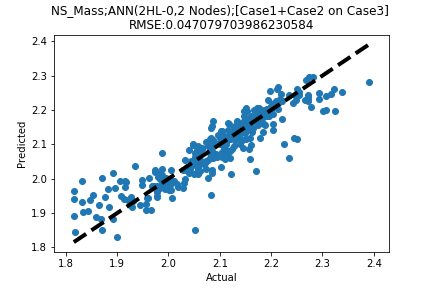 NS_Mass;ANN(2HL-0,2 Nodes);[Case1+Case2 on Case3]
RMSE:0.047079703986230584
2.4
2.3
2.2
2.1
2.0
1.9
1.8
Predicted
1.8 1.9 2.0 2.1 2.2 2.3 2.4
Actual